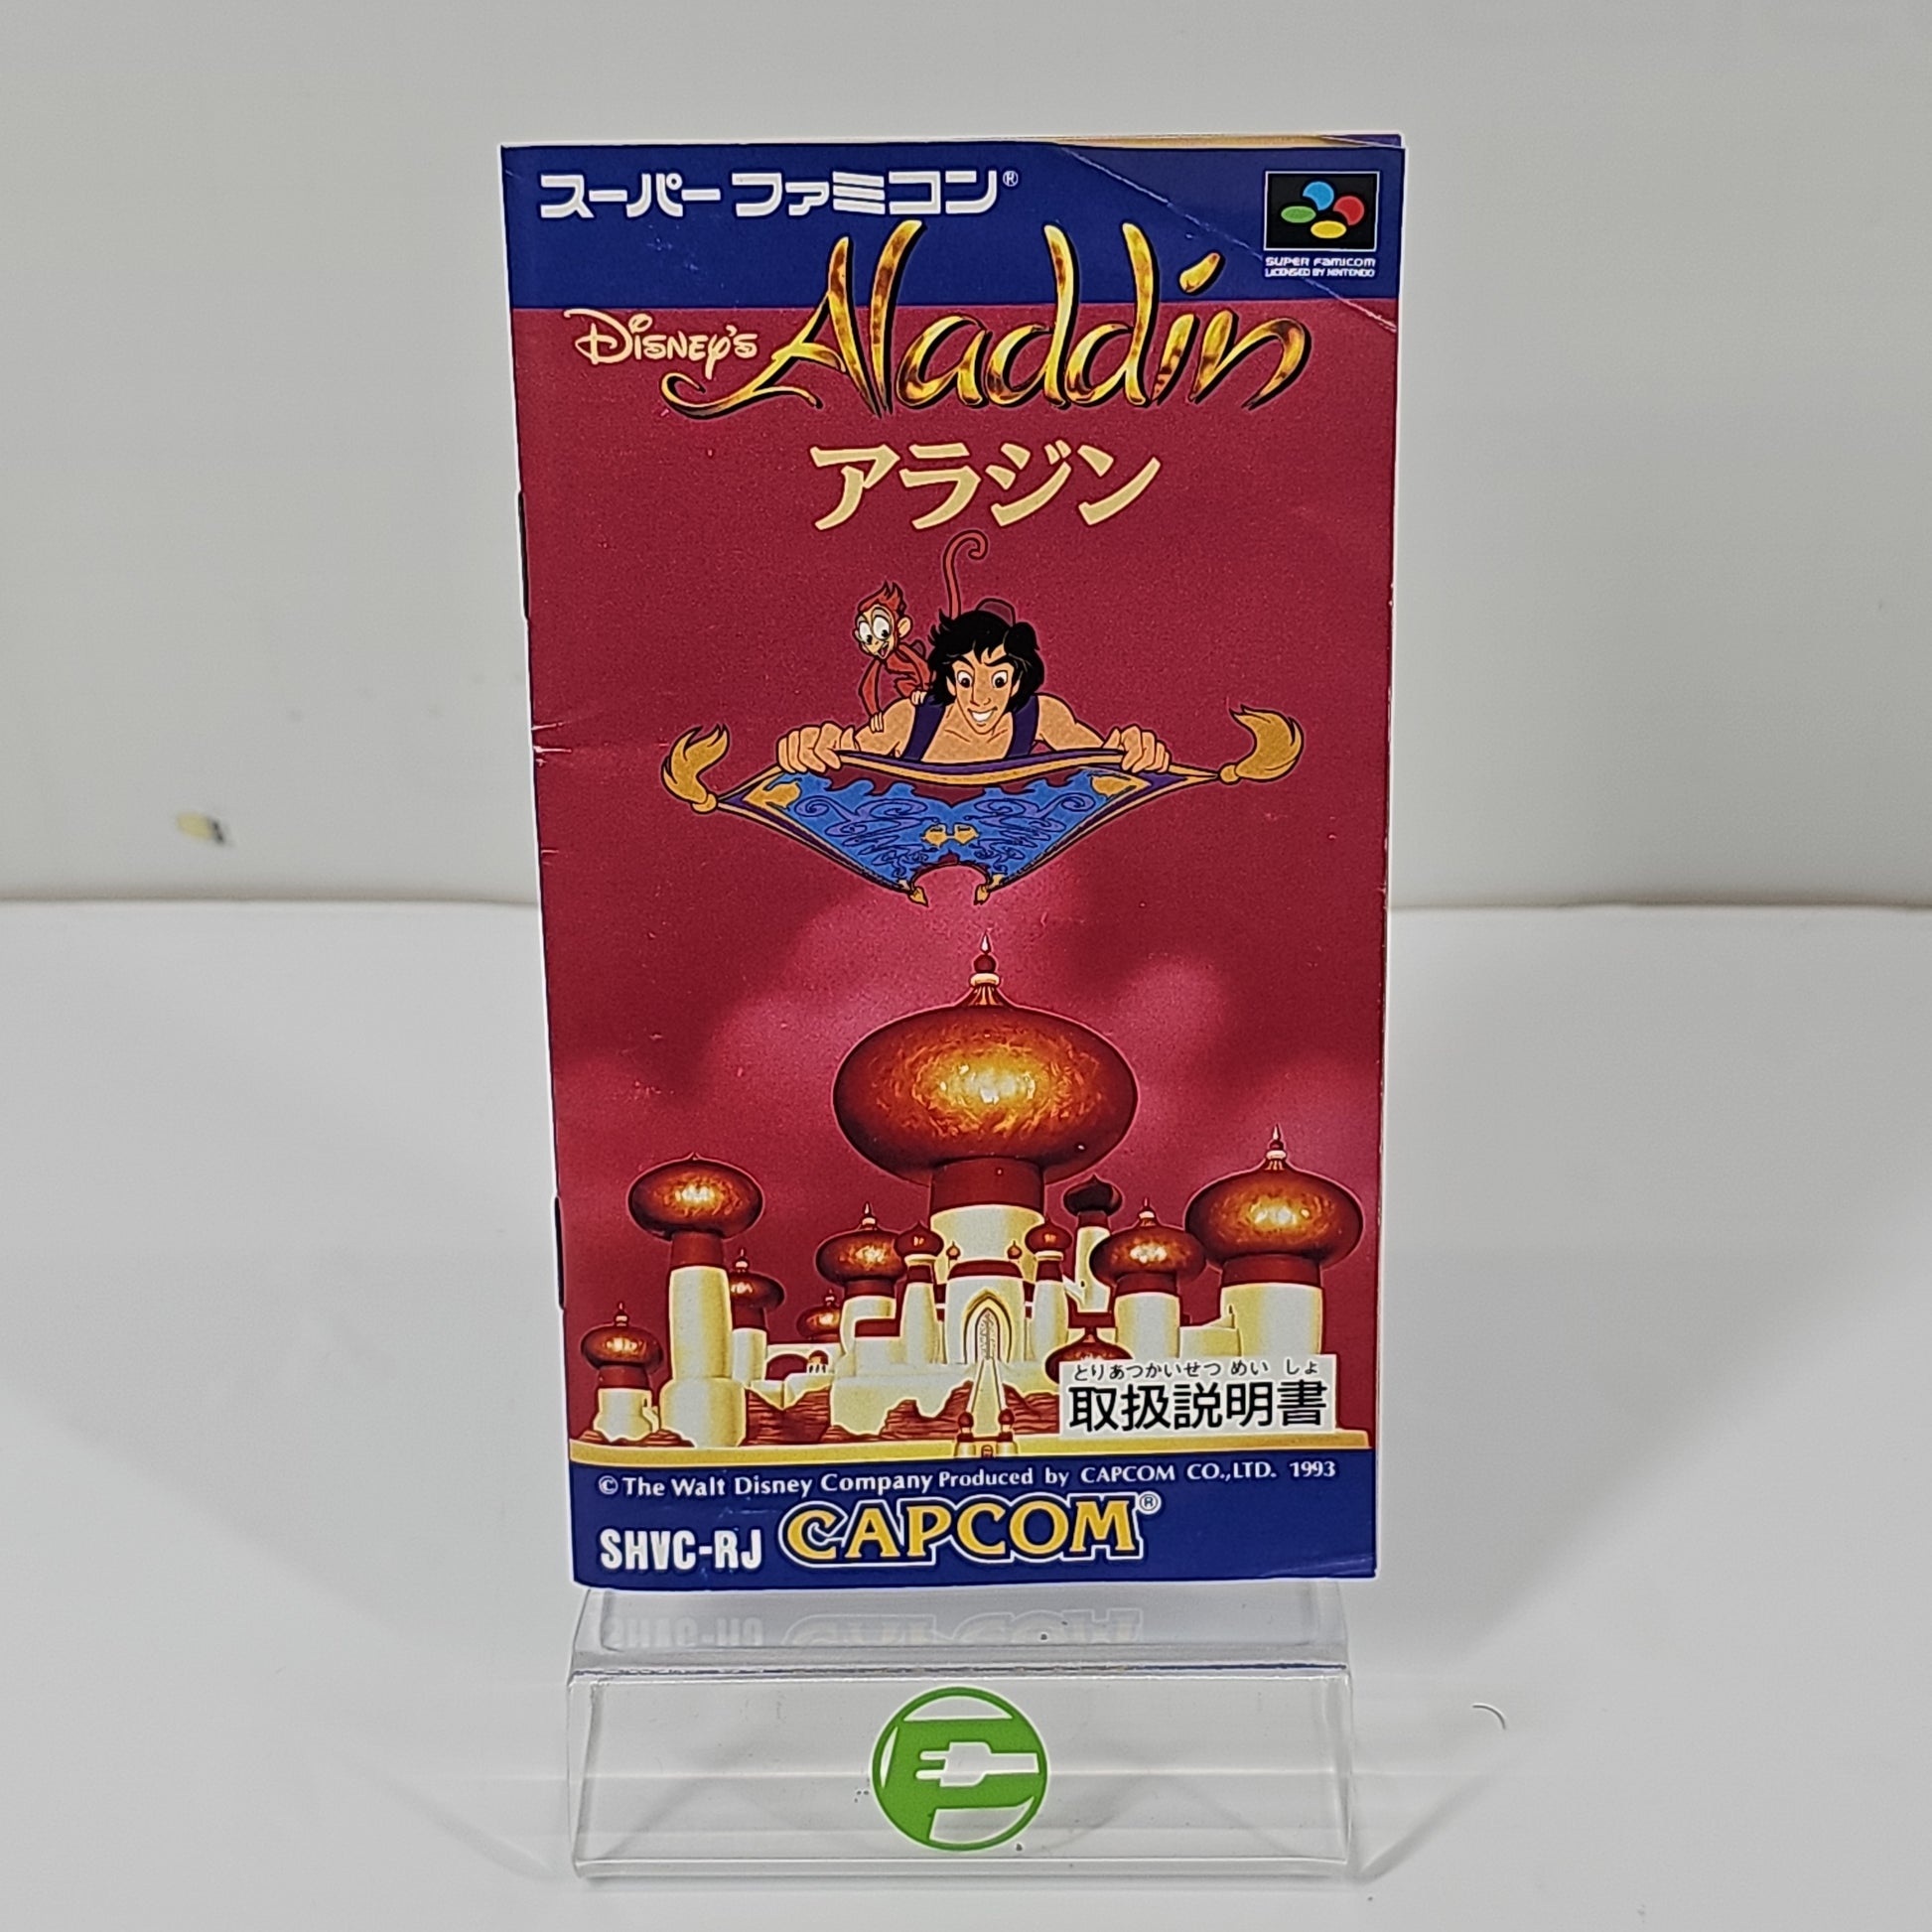 スーパーファミコン®
SUPER FAMICOM
LICENSED BY NINTENDO
DISNEY'S Aladdin
アラジン
とりあつかいせつ めい しょ
取扱説明書
© The Walt Disney Company Produced by CAPCOM CO.,LTD. 1993
SHVC-RJ CAPCOM®